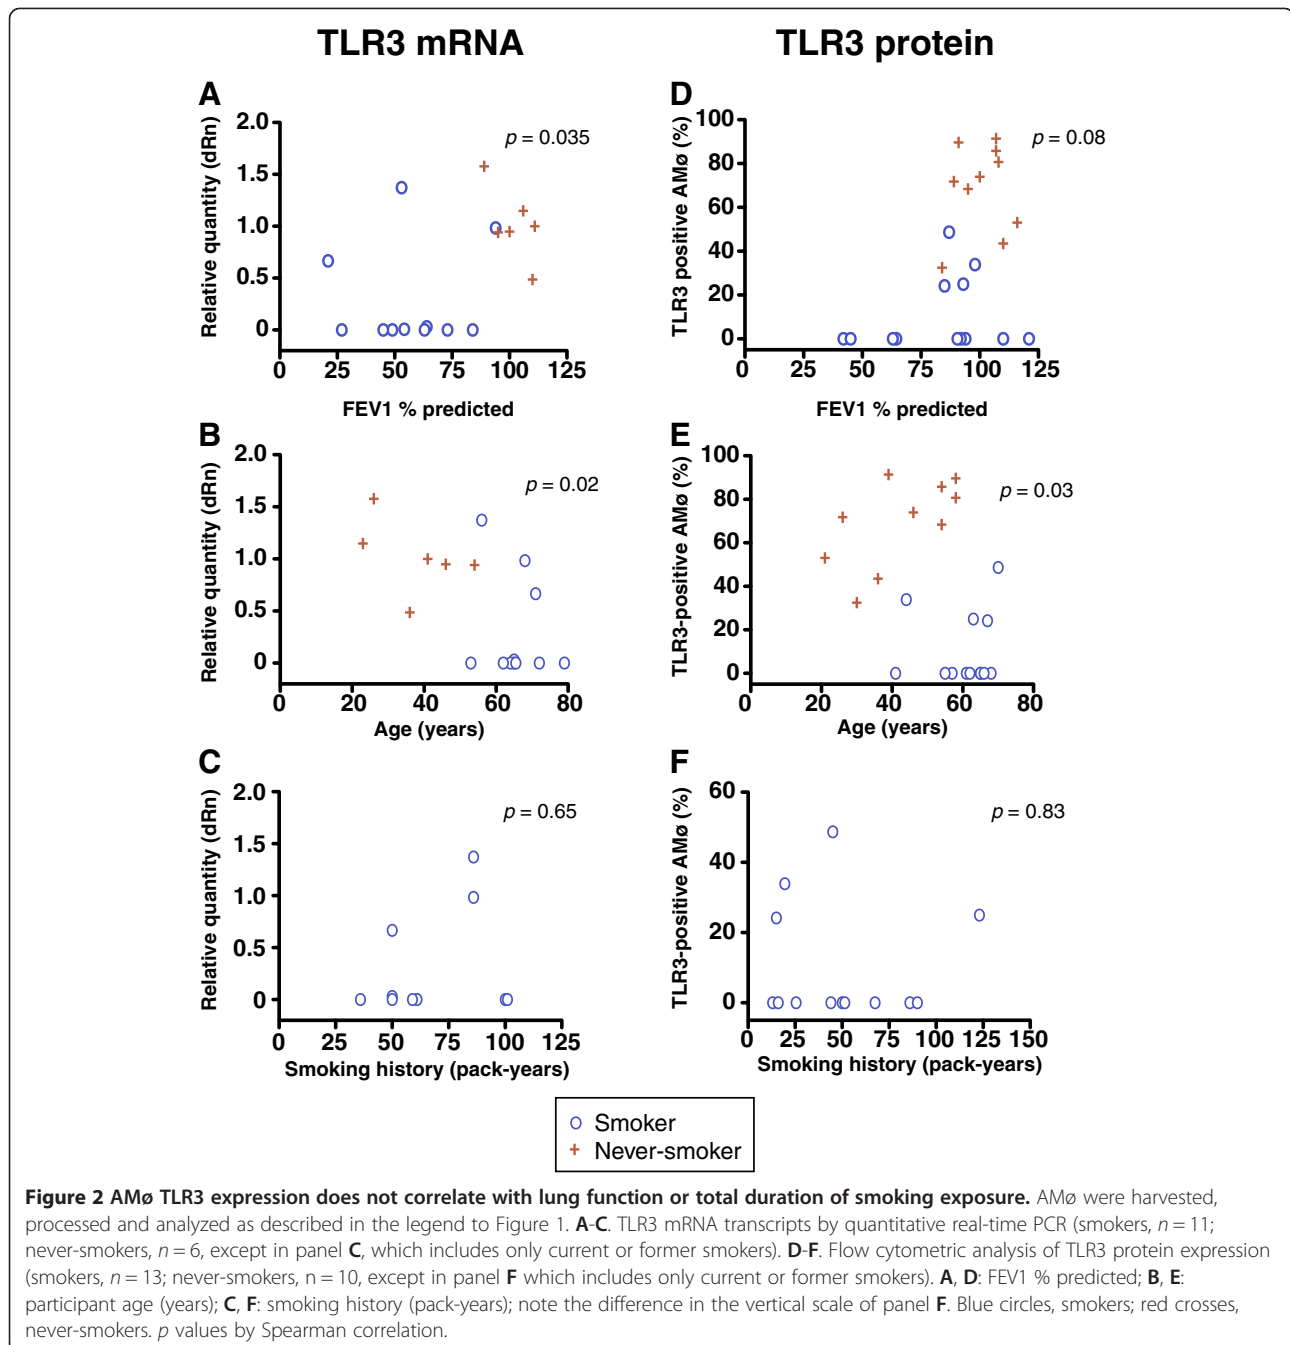 TLR3 mRNA
TLR3 protein
A
Relative quantity (dRn)
2.0
1.5
1.0
0.5
0
p = 0.035
0 25 50 75 100 125
FEV1 % predicted
D
TLR3 positive AMø (%)
100
80
60
40
20
0
p = 0.08
0 25 50 75 100 125
FEV1 % predicted
B
Relative quantity (dRn)
2.0
1.5
1.0
0.5
0
p = 0.02
0 20 40 60 80
Age (years)
E
TLR3-positive AMø (%)
100
80
60
40
20
0
p = 0.03
0 20 40 60 80
Age (years)
C
Relative quantity (dRn)
2.0
1.5
1.0
0.5
0
p = 0.65
0 25 50 75 100 125
Smoking history (pack-years)
F
TLR3-positive AMø (%)
60
40
20
0
p = 0.83
0 25 50 75 100 125 150
Smoking history (pack-years)
Smoker
Never-smoker
Figure 2 AMø TLR3 expression does not correlate with lung function or total duration of smoking exposure. AMø were harvested,
processed and analyzed as described in the legend to Figure 1. A-C. TLR3 mRNA transcripts by quantitative real-time PCR (smokers, n = 11;
never-smokers, n = 6, except in panel C, which includes only current or former smokers). D-F. Flow cytometric analysis of TLR3 protein expression
(smokers, n = 13; never-smokers, n = 10, except in panel F which includes only current or former smokers). A, D: FEV1 % predicted; B, E:
participant age (years); C, F: smoking history (pack-years); note the difference in the vertical scale of panel F. Blue circles, smokers; red crosses,
never-smokers. p values by Spearman correlation.